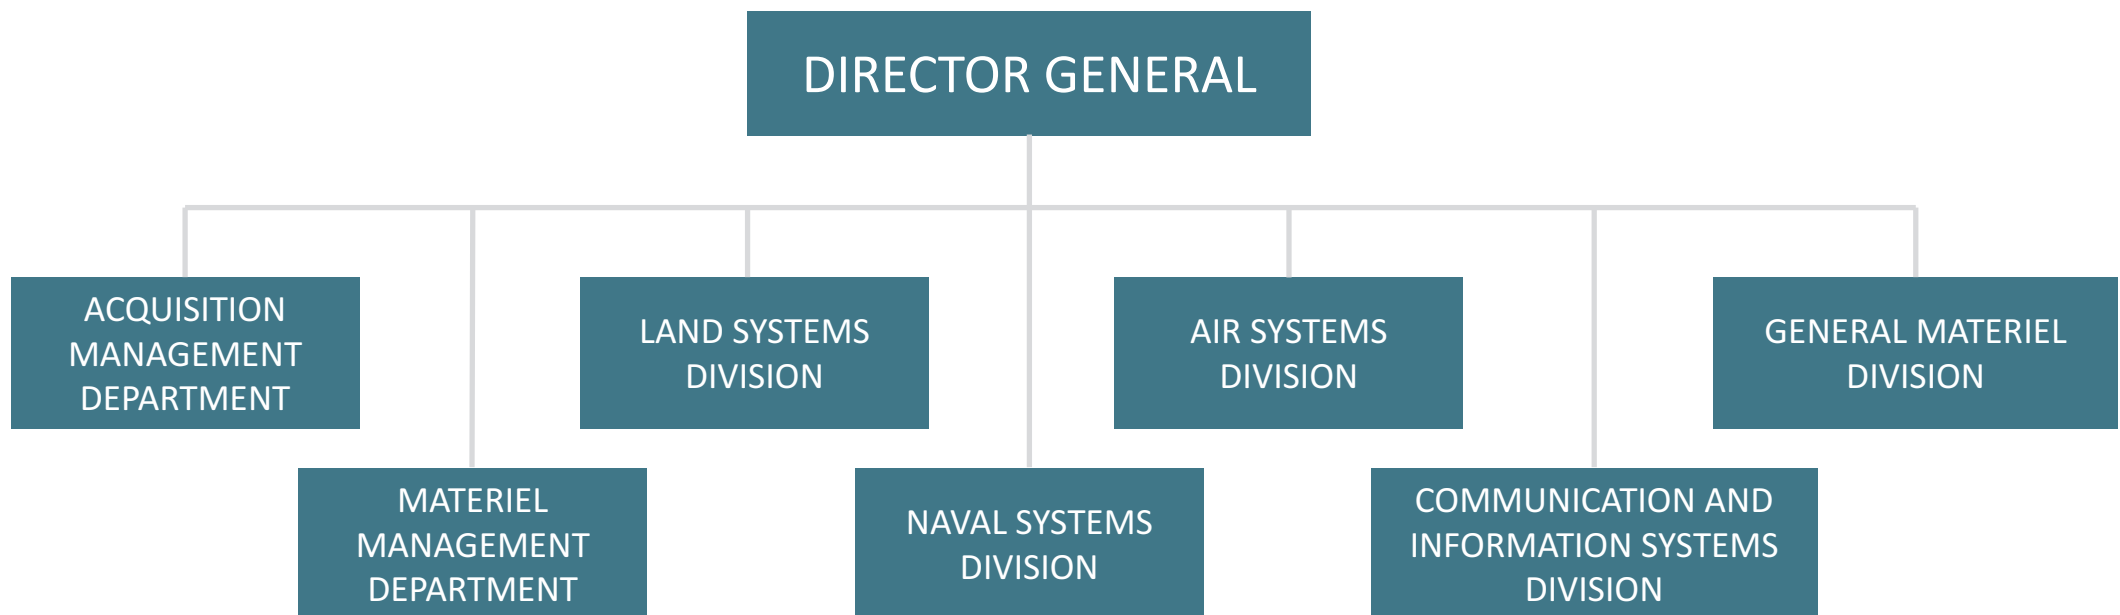 DIRECTOR GENERAL
ACQUISITION
MANAGEMENT
DEPARTMENT
LAND SYSTEMS
DIVISION
AIR SYSTEMS
DIVISION
GENERAL MATERIEL
DIVISION
MATERIEL
MANAGEMENT
DEPARTMENT
NAVAL SYSTEMS
DIVISION
COMMUNICATION AND
INFORMATION SYSTEMS
DIVISION